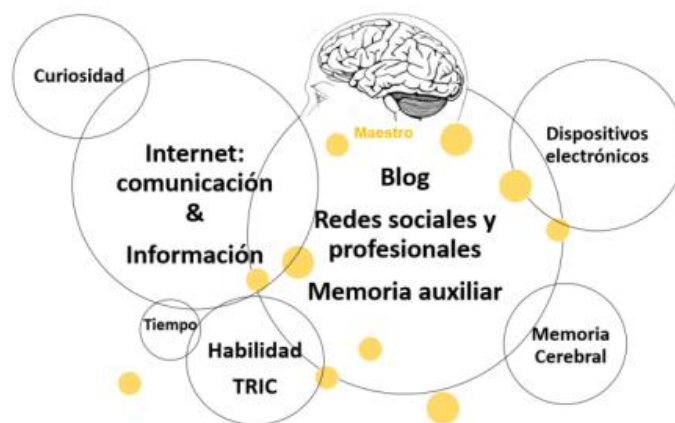 Curiosidad
Internet:
comunicación
&
Información
Maestro
Blog
Redes sociales y
profesionales
Memoria auxiliar
Dispositivos
electrónicos
Tiempo
Habilidad
TRIC
Memoria
Cerebral